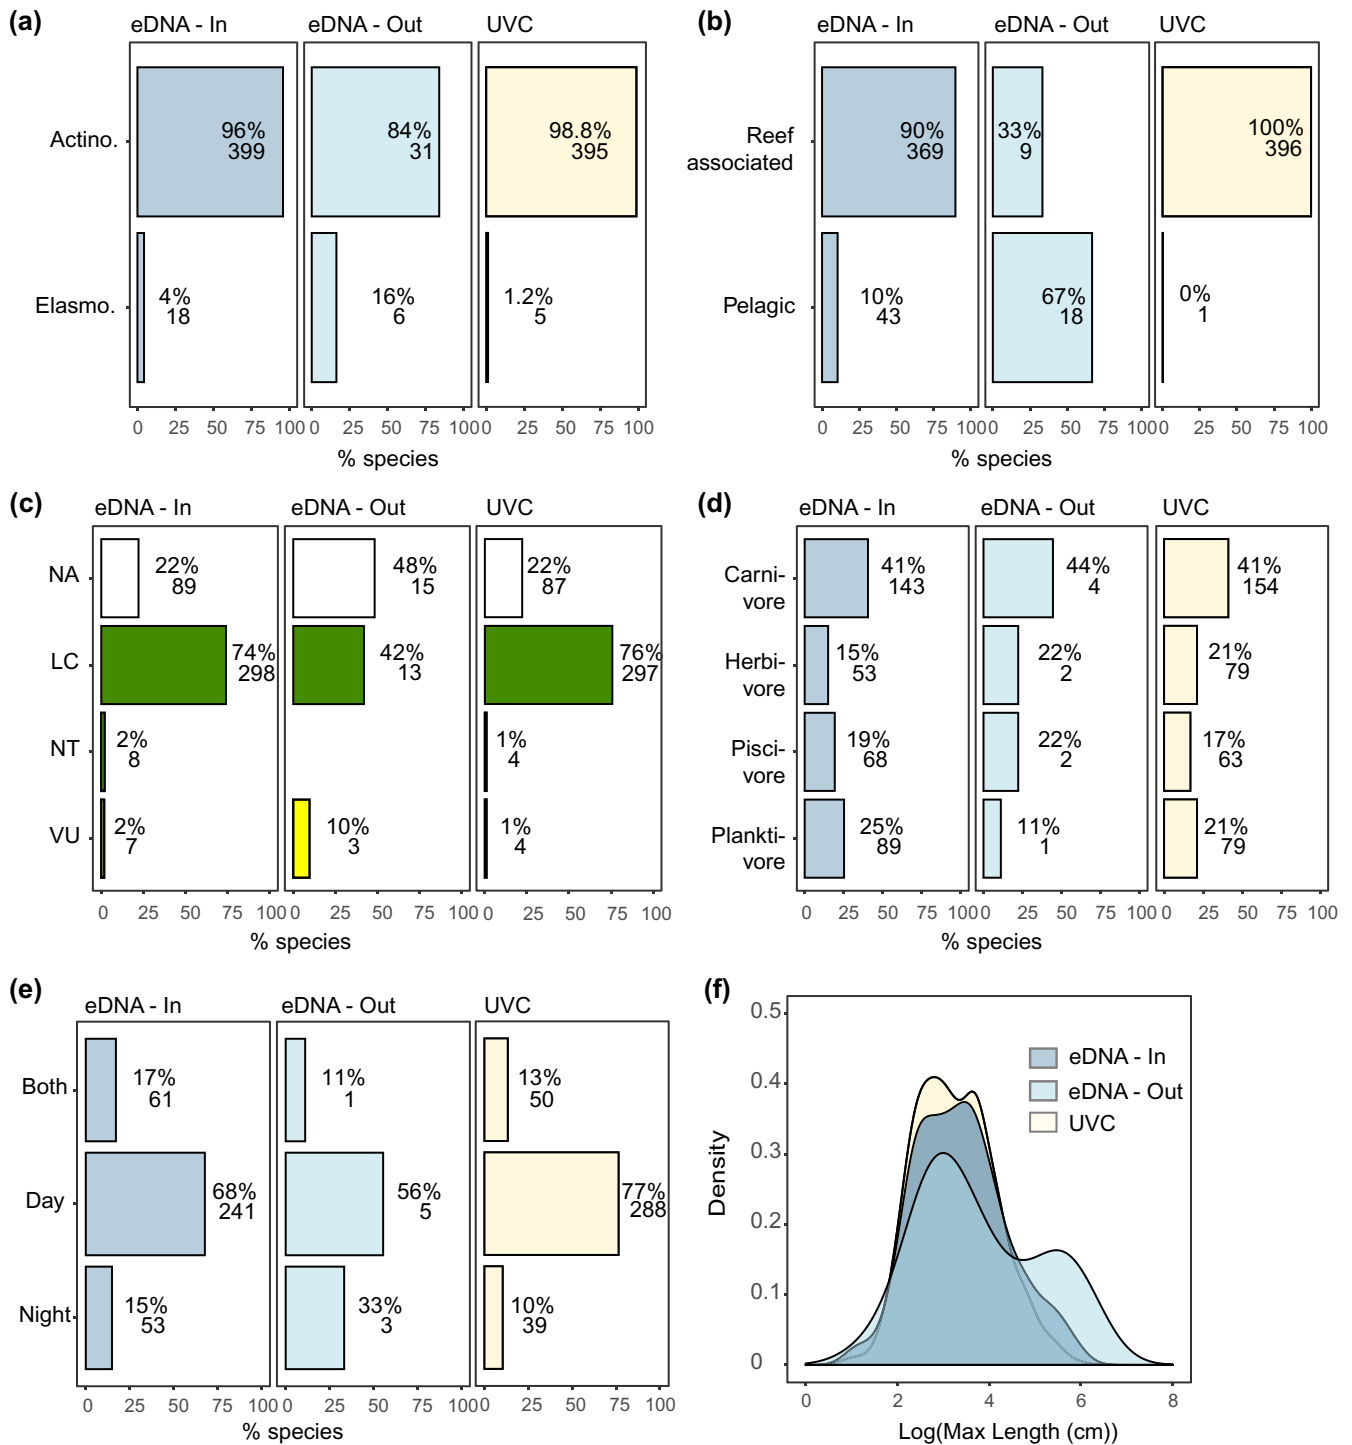 (a)
eDNA - In
eDNA - Out
UVC
Actino.
96%
399
84%
31
98.8%
395
Elasmo.
4%
18
16%
6
1.2%
5
0 25 50 75 100 0 25 50 75 100 0 25 50 75 100
% species
(b)
eDNA - In
eDNA - Out
UVC
Reef
associated
90%
369
33%
9
100%
396
Pelagic
10%
43
67%
18
0%
1
0 25 50 75 100 0 25 50 75 100 0 25 50 75 100
% species
(c)
eDNA - In
eDNA - Out
UVC
NA
22%
89
48%
15
22%
87
LC
74%
298
42%
13
76%
297
NT
2%
8
1%
4
VU
2%
7
10%
3
1%
4
0 25 50 75 100 0 25 50 75 100 0 25 50 75 100
% species
(d)
eDNA - In
eDNA - Out
UVC
Carni-
vore
41%
143
44%
4
41%
154
Herbi-
vore
15%
53
22%
2
21%
79
Pisci-
vore
19%
68
22%
2
17%
63
Plankti-
vore
25%
89
11%
1
21%
79
0 25 50 75 100 0 25 50 75 100 0 25 50 75 100
% species
(e)
eDNA - In
eDNA - Out
UVC
Both
17%
61
11%
1
13%
50
Day
68%
241
56%
5
77%
288
Night
15%
53
33%
3
10%
39
0 25 50 75 100 0 25 50 75 100 0 25 50 75 100
% species
(f)
0.5
0.4
0.3
0.2
0.1
0
Density
eDNA - In
eDNA - Out
UVC
0 2 4 6 8
Log(Max Length (cm))